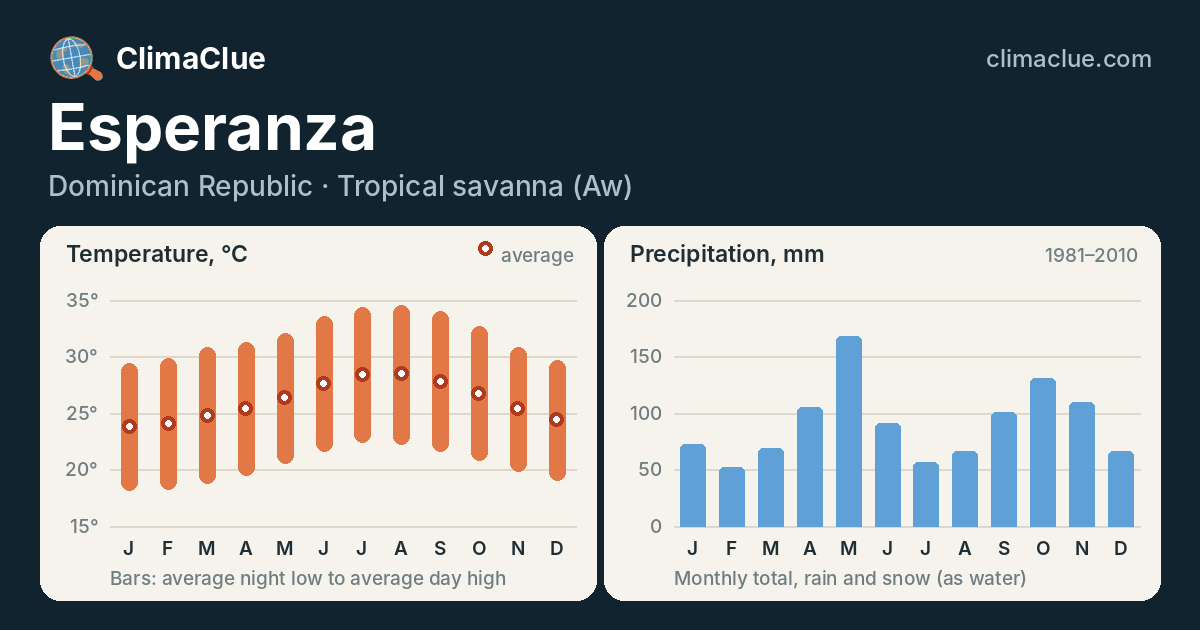 ClimaClue
climaclue.com
Esperanza
Dominican Republic · Tropical savanna (Aw)
Temperature, °C
average
35°
30°
25°
20°
15°
J F M A M J J A S O N D
Bars: average night low to average day high
Precipitation, mm
1981–2010
200
150
100
50
0
J F M A M J J A S O N D
Monthly total, rain and snow (as water)